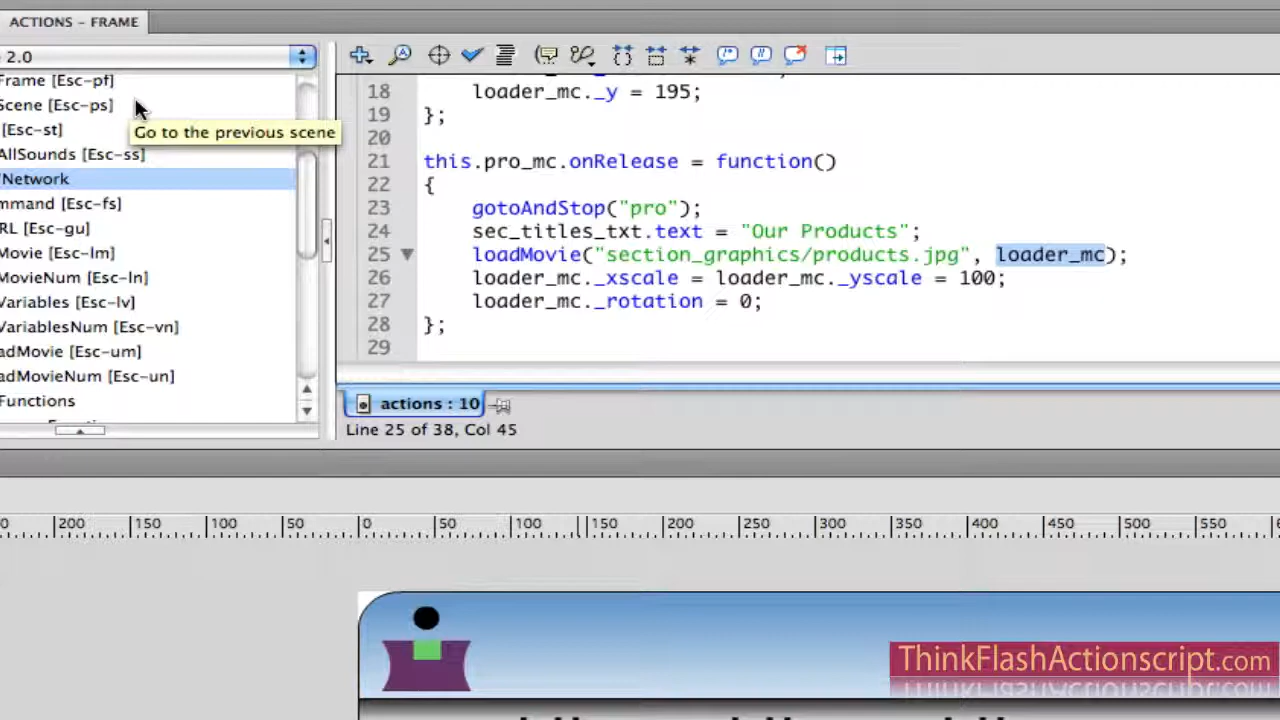 ACTIONS – FRAME
2.0
Frame [Esc-pf]
Scene [Esc-ps]
[Esc-st]
Go to the previous scene
AllSounds [Esc-ss]
Network
mmand [Esc-fs]
RL [Esc-gu]
Movie [Esc-lm]
MovieNum [Esc-ln]
Variables [Esc-lv]
VariablesNum [Esc-vn]
adMovie [Esc-um]
adMovieNum [Esc-un]
Functions
18 loader_mc._y = 195;
19 };
20
21 this.pro_mc.onRelease = function()
22 {
23 gotoAndStop("pro");
24 sec_titles_txt.text = "Our Products";
25 loadMovie("section_graphics/products.jpg", loader_mc);
26 loader_mc._xscale = loader_mc._yscale = 100;
27 loader_mc._rotation = 0;
28 };
29
actions : 10
Line 25 of 38, Col 45
0 200 150 100 50 0 50 100 150 200 250 300 350 400 450 500 550 6
ThinkFlashActionscript.com